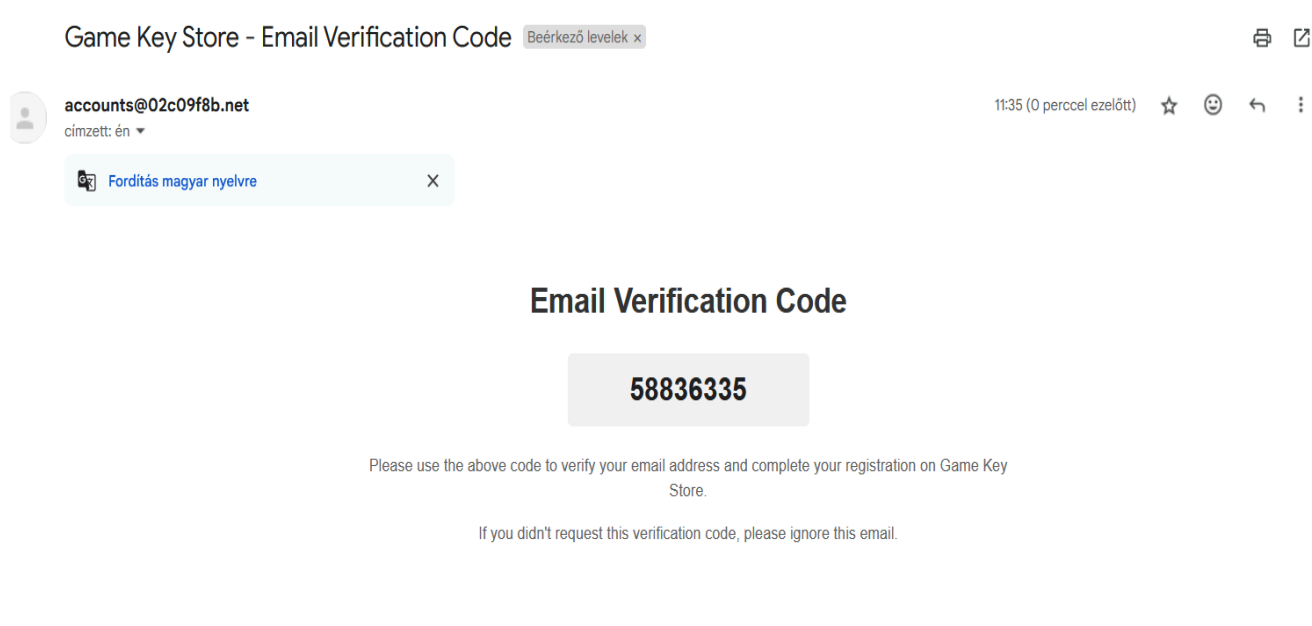 Game Key Store - Email Verification Code Beérkező levelek ×
accounts@02c09f8b.net 11:35 (0 perccel ezelőtt)
címzett: én
Fordítás magyar nyelvre
Email Verification Code
58836335
Please use the above code to verify your email address and complete your registration on Game Key
Store.
If you didn't request this verification code, please ignore this email.